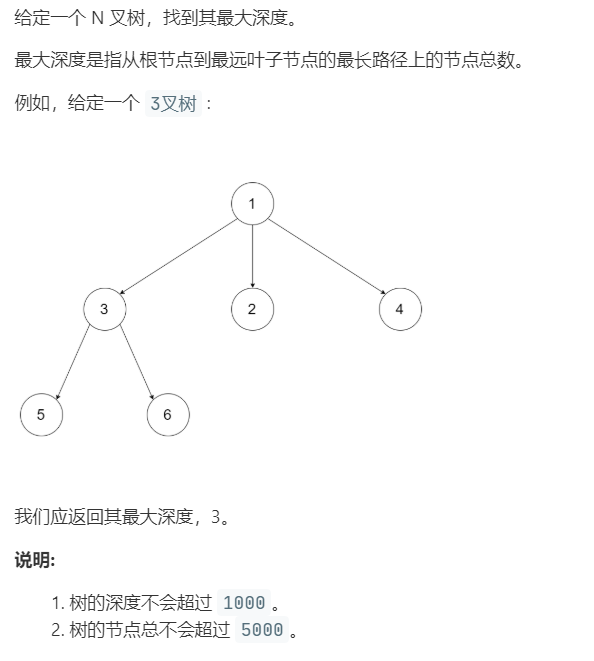 给定一个 N 叉树，找到其最大深度。
最大深度是指从根节点到最远叶子节点的最长路径上的节点总数。
例如，给定一个 3叉树 :
1
3
2
4
5
6
我们应返回其最大深度，3。
说明:
1. 树的深度不会超过 1000 。
2. 树的节点总不会超过 5000 。